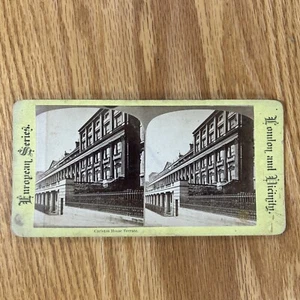 European Series.
London and Vicinity.
Carlton House Terrace.